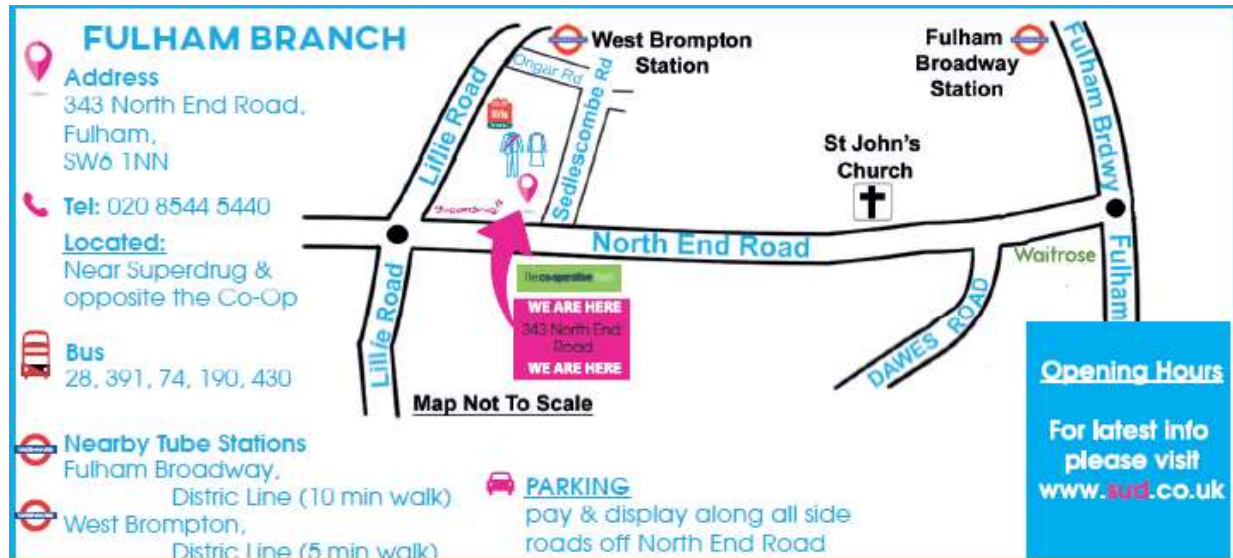 FULHAM BRANCH
Address
343 North End Road,
Fulham,
SW6 1NN
Tel: 020 8544 5440
Located:
Near Superdrug &
opposite the Co-Op
Bus
28, 391, 74, 190, 430
Nearby Tube Stations
Fulham Broadway,
Distric Line (10 min walk)
West Brompton,
Distric Line (5 min walk)
West Brompton
Station
Ongar Rd
Sedlescombe Rd
Lillie Road
Superdrug
Lillie Road
North End Road
The co-operative
WE ARE HERE
343 North End
Road
WE ARE HERE
Map Not To Scale
St John's
Church
Fulham
Broadway
Station
Fulham Brdwy
Fulham
Waitrose
DAWES ROAD
PARKING
pay & display along all side
roads off North End Road
Opening Hours
For latest info
please visit
www.sud.co.uk